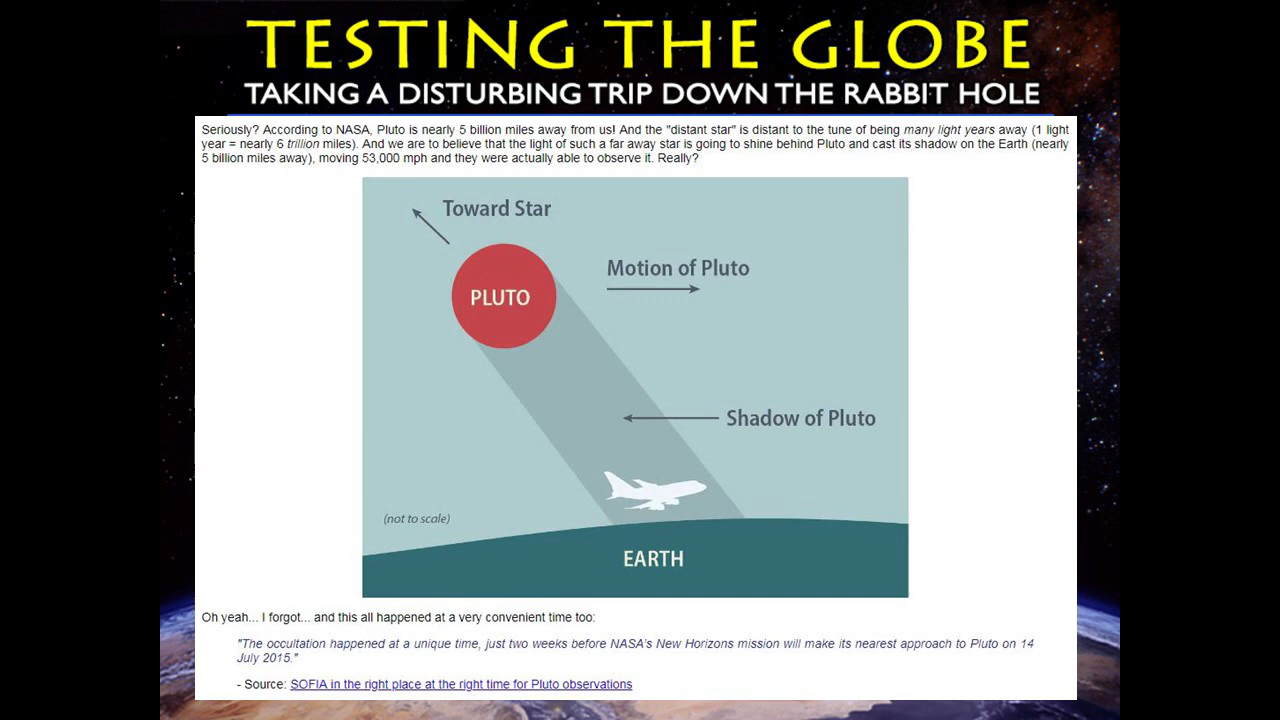 TESTING THE GLOBE
TAKING A DISTURBING TRIP DOWN THE RABBIT HOLE
Seriously? According to NASA, Pluto is nearly 5 billion miles away from us! And the "distant star" is distant to the tune of being many light years away (1 light
year = nearly 6 trillion miles). And we are to believe that the light of such a far away star is going to shine behind Pluto and cast its shadow on the Earth (nearly
5 billion miles away), moving 53,000 mph and they were actually able to observe it. Really?
Toward Star
Motion of Pluto
PLUTO
Shadow of Pluto
(not to scale)
EARTH
Oh yeah... I forgot... and this all happened at a very convenient time too:
"The occultation happened at a unique time, just two weeks before NASA's New Horizons mission will make its nearest approach to Pluto on 14
July 2015."
- Source: SOFIA in the right place at the right time for Pluto observations